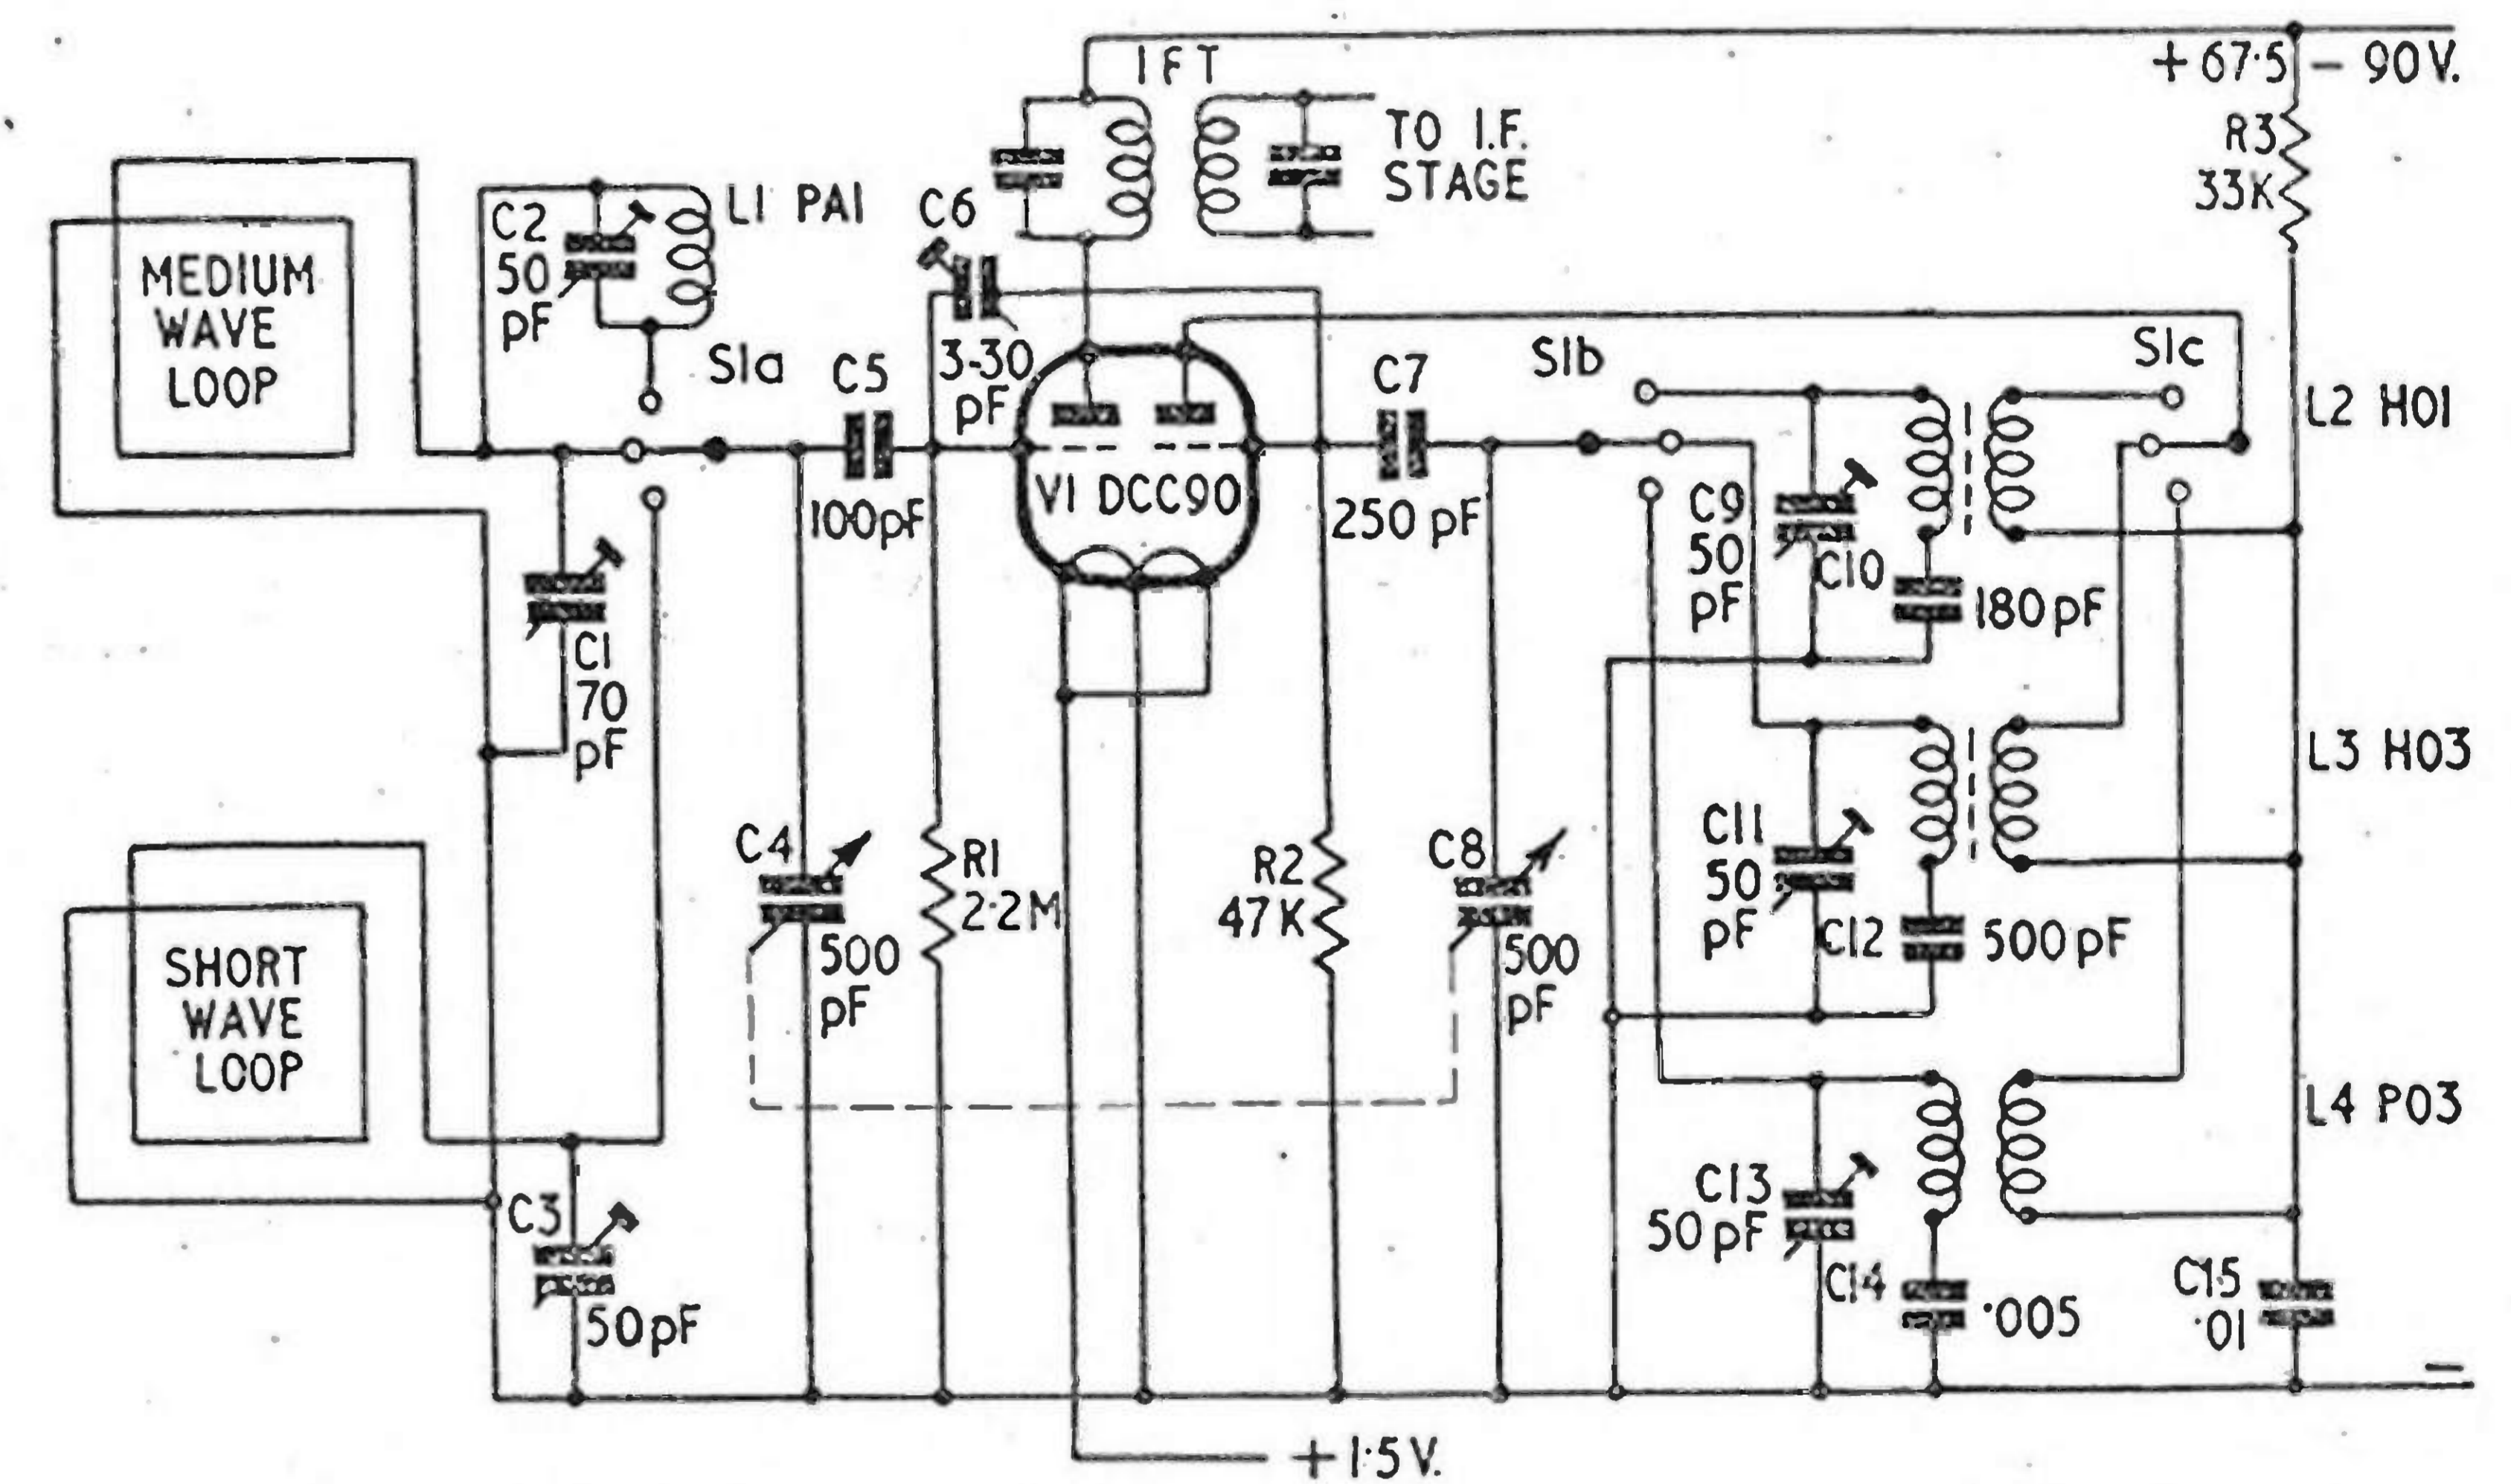 IFT
+ 67·5 - 90V.
TO I.F.
STAGE
R3
33K
MEDIUM
WAVE
LOOP
C2
50
pF
L1 PA1
C6
3-30
pF
S1a
C5
100pF
V1 DCC90
C7
250 pF
S1b
S1c
L2 HO1
C9
50
pF
C10
180pF
C1
70
pF
L3 HO3
C4
500
pF
R1
2·2M
R2
47K
C8
500
pF
C11
50
pF
C12
500pF
SHORT
WAVE
LOOP
L4 PO3
C3
50pF
C13
50pF
C14
·005
C15
·01
–
+1·5V.